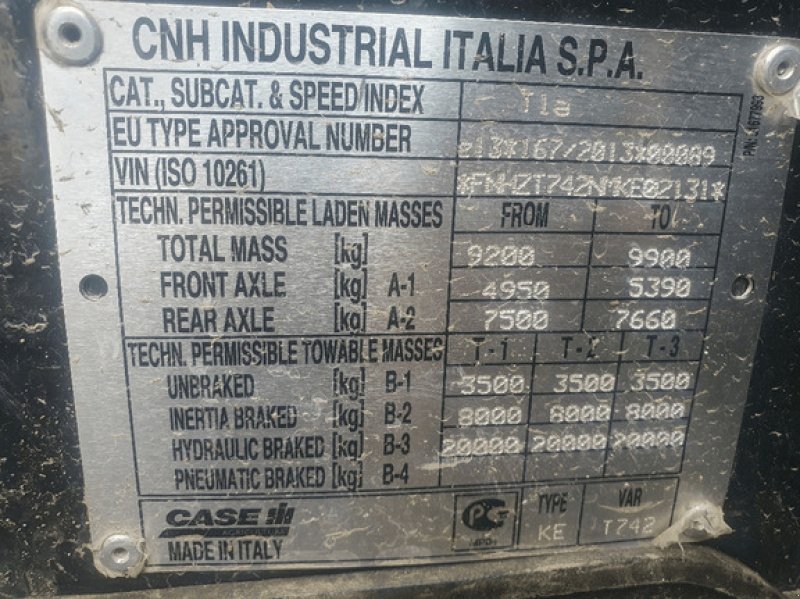 CNH INDUSTRIAL ITALIA S.P.A.
CAT., SUBCAT. & SPEED/INDEX T1a
EU TYPE APPROVAL NUMBER e13*167/2013*00089
VIN (ISO 10261)
TECHN. PERMISSIBLE LADEN MASSES FROM TO
TOTAL MASS [kg] 9200 9900
FRONT AXLE [kg] A-1 4950 5390
REAR AXLE [kg] A-2 7500 7660
TECHN. PERMISSIBLE TOWABLE MASSES T-1 T-2 T-3
UNBRAKED [kg] B-1 3500 3500 3500
INERTIA BRAKED [kg] B-2 8000 8000 8000
HYDRAULIC BRAKED [kg] B-3 20000 20000 20000
PNEUMATIC BRAKED [kg] B-4
CASE IH TYPE VAR
MADE IN ITALY KE T742